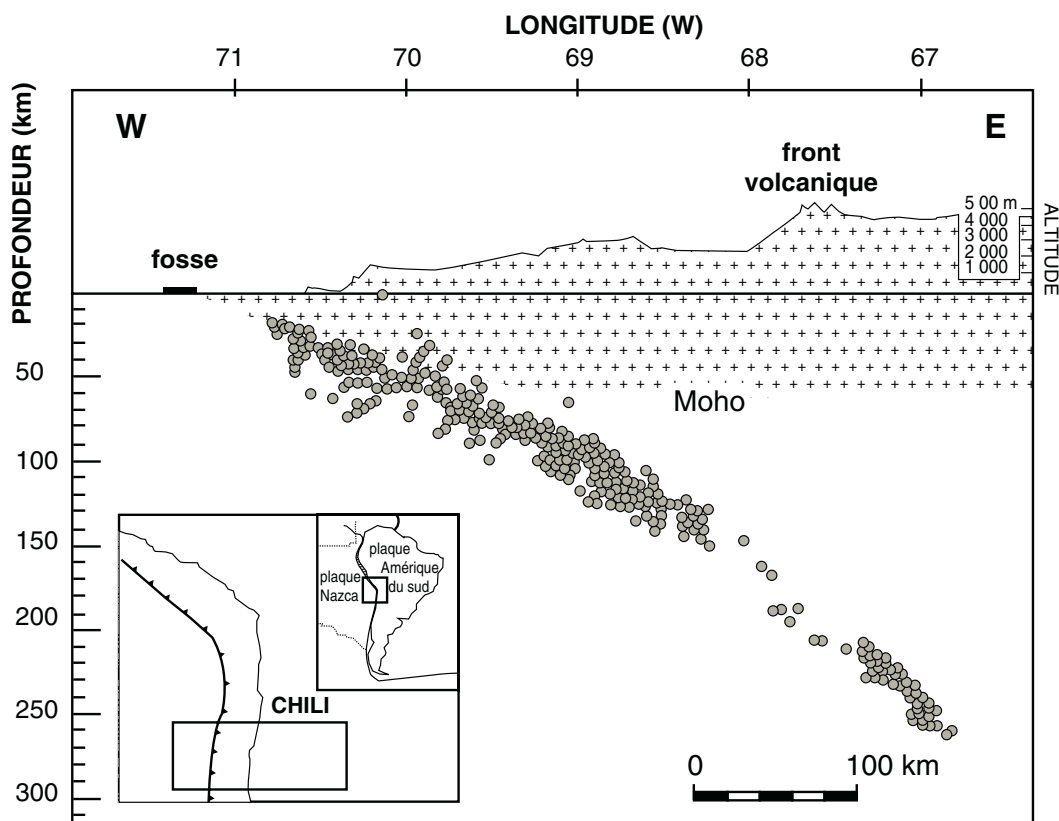 LONGITUDE (W)
71 70 69 68 67
PROFONDEUR (km)
W
E
front
volcanique
fosse
5 00 m
4 000
3 000
2 000
1 000
ALTITUDE
50
100
150
200
250
300
Moho
plaque
Amérique
du sud
plaque
Nazca
CHILI
0 100 km